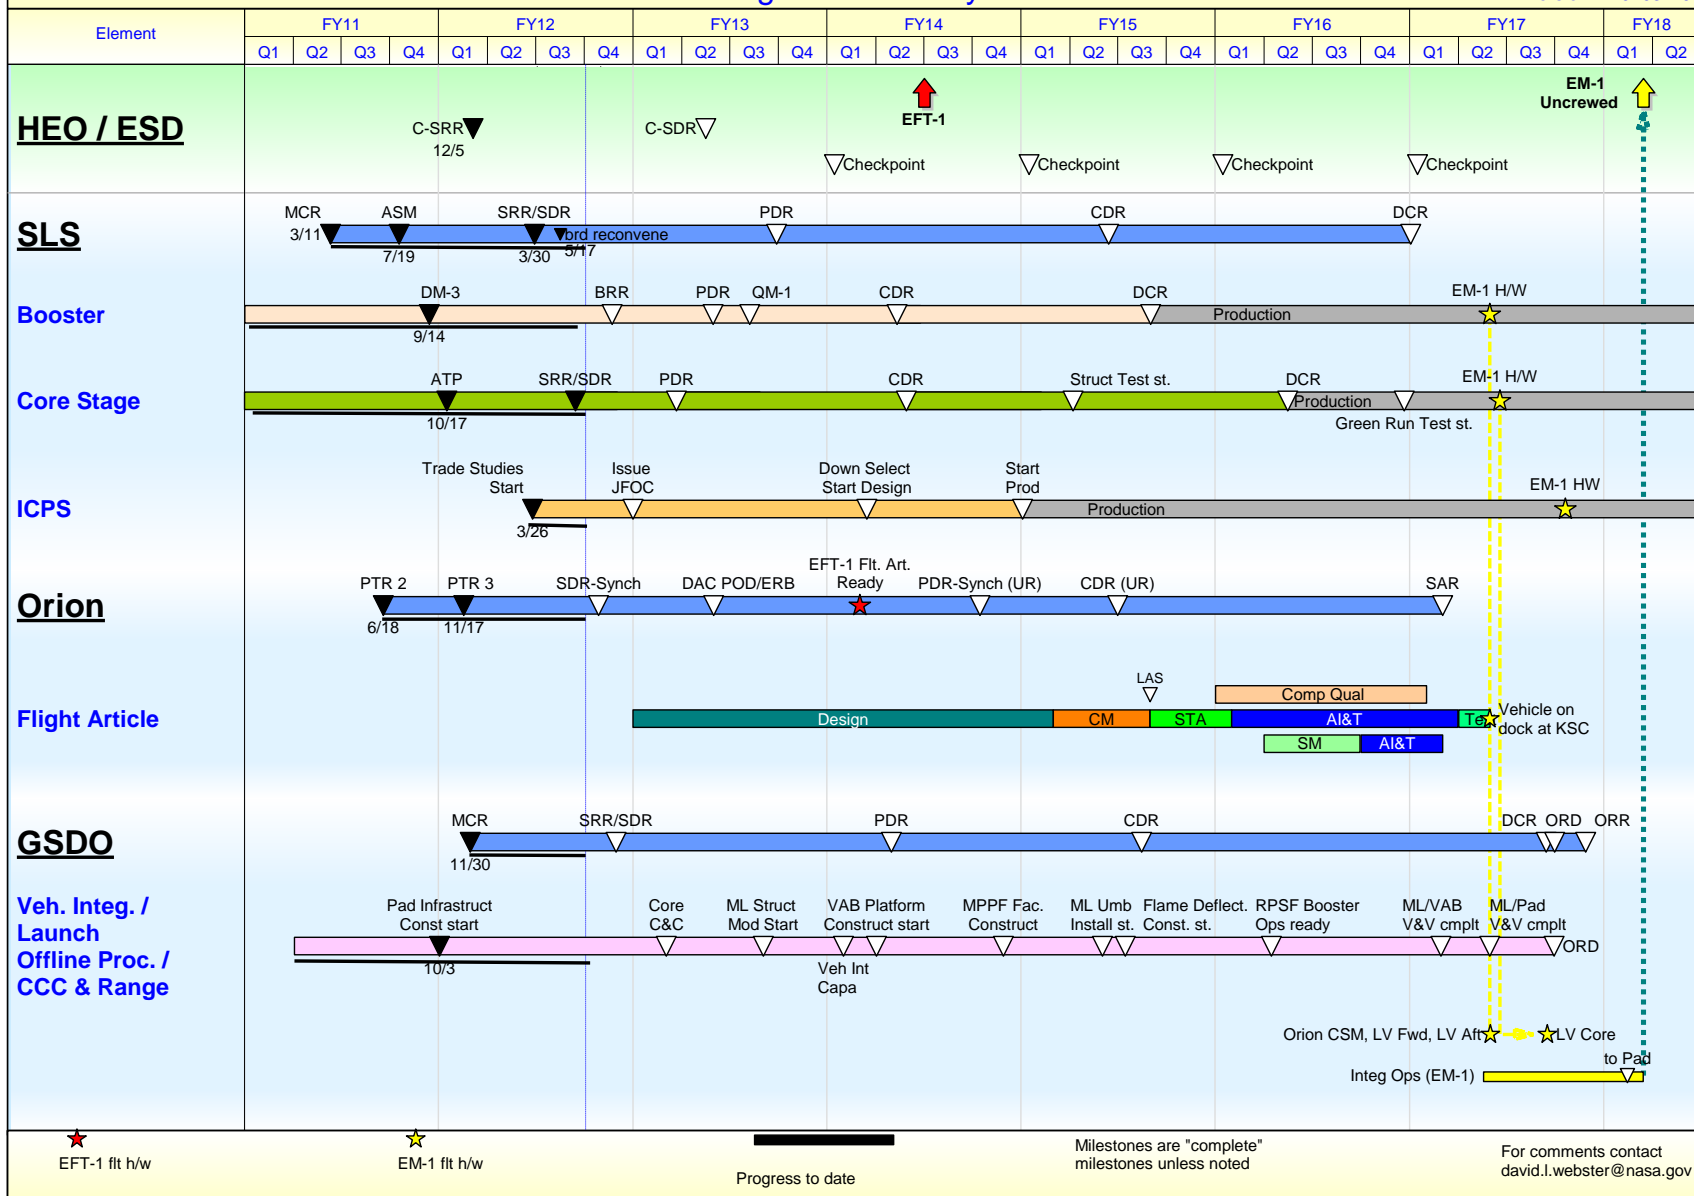 Element
FY11 FY12 FY13 FY14 FY15 FY16 FY17 FY18
Q1 Q2 Q3 Q4 Q1 Q2 Q3 Q4 Q1 Q2 Q3 Q4 Q1 Q2 Q3 Q4 Q1 Q2 Q3 Q4 Q1 Q2 Q3 Q4 Q1 Q2 Q3 Q4 Q1 Q2
HEO / ESD
C-SRR
12/5
C-SDR
EFT-1
EM-1
Uncrewed
Checkpoint Checkpoint Checkpoint Checkpoint
SLS
MCR ASM SRR/SDR PDR CDR DCR
3/11 brd reconvene
7/19 3/30 5/17
Booster
DM-3 BRR PDR QM-1 CDR DCR EM-1 H/W
Production
9/14
Core Stage
ATP SRR/SDR PDR CDR Struct Test st. DCR EM-1 H/W
Production
10/17 Green Run Test st.
ICPS
Trade Studies
Start
Issue
JFOC
Down Select
Start Design
Start
Prod
EM-1 HW
Production
3/26
Orion
EFT-1 Flt. Art.
Ready
PTR 2 PTR 3 SDR-Synch DAC POD/ERB PDR-Synch (UR) CDR (UR) SAR
6/18 11/17
Flight Article
LAS
Comp Qual
Design CM STA AI&T Te
Vehicle on
dock at KSC
SM AI&T
GSDO
MCR SRR/SDR PDR CDR DCR ORD ORR
11/30
Veh. Integ. /
Launch
Offline Proc. /
CCC & Range
Pad Infrastruct
Const start
Core
C&C
ML Struct
Mod Start
VAB Platform
Construct start
MPPF Fac.
Construct
ML Umb
Install st.
Flame Deflect.
Const. st.
RPSF Booster
Ops ready
ML/VAB
V&V cmplt
ML/Pad
V&V cmplt
ORD
10/3
Veh Int
Capa
Orion CSM, LV Fwd, LV Aft LV Core
to Pad
Integ Ops (EM-1)
EFT-1 flt h/w
EM-1 flt h/w
Progress to date
Milestones are "complete"
milestones unless noted
For comments contact
david.l.webster@nasa.gov